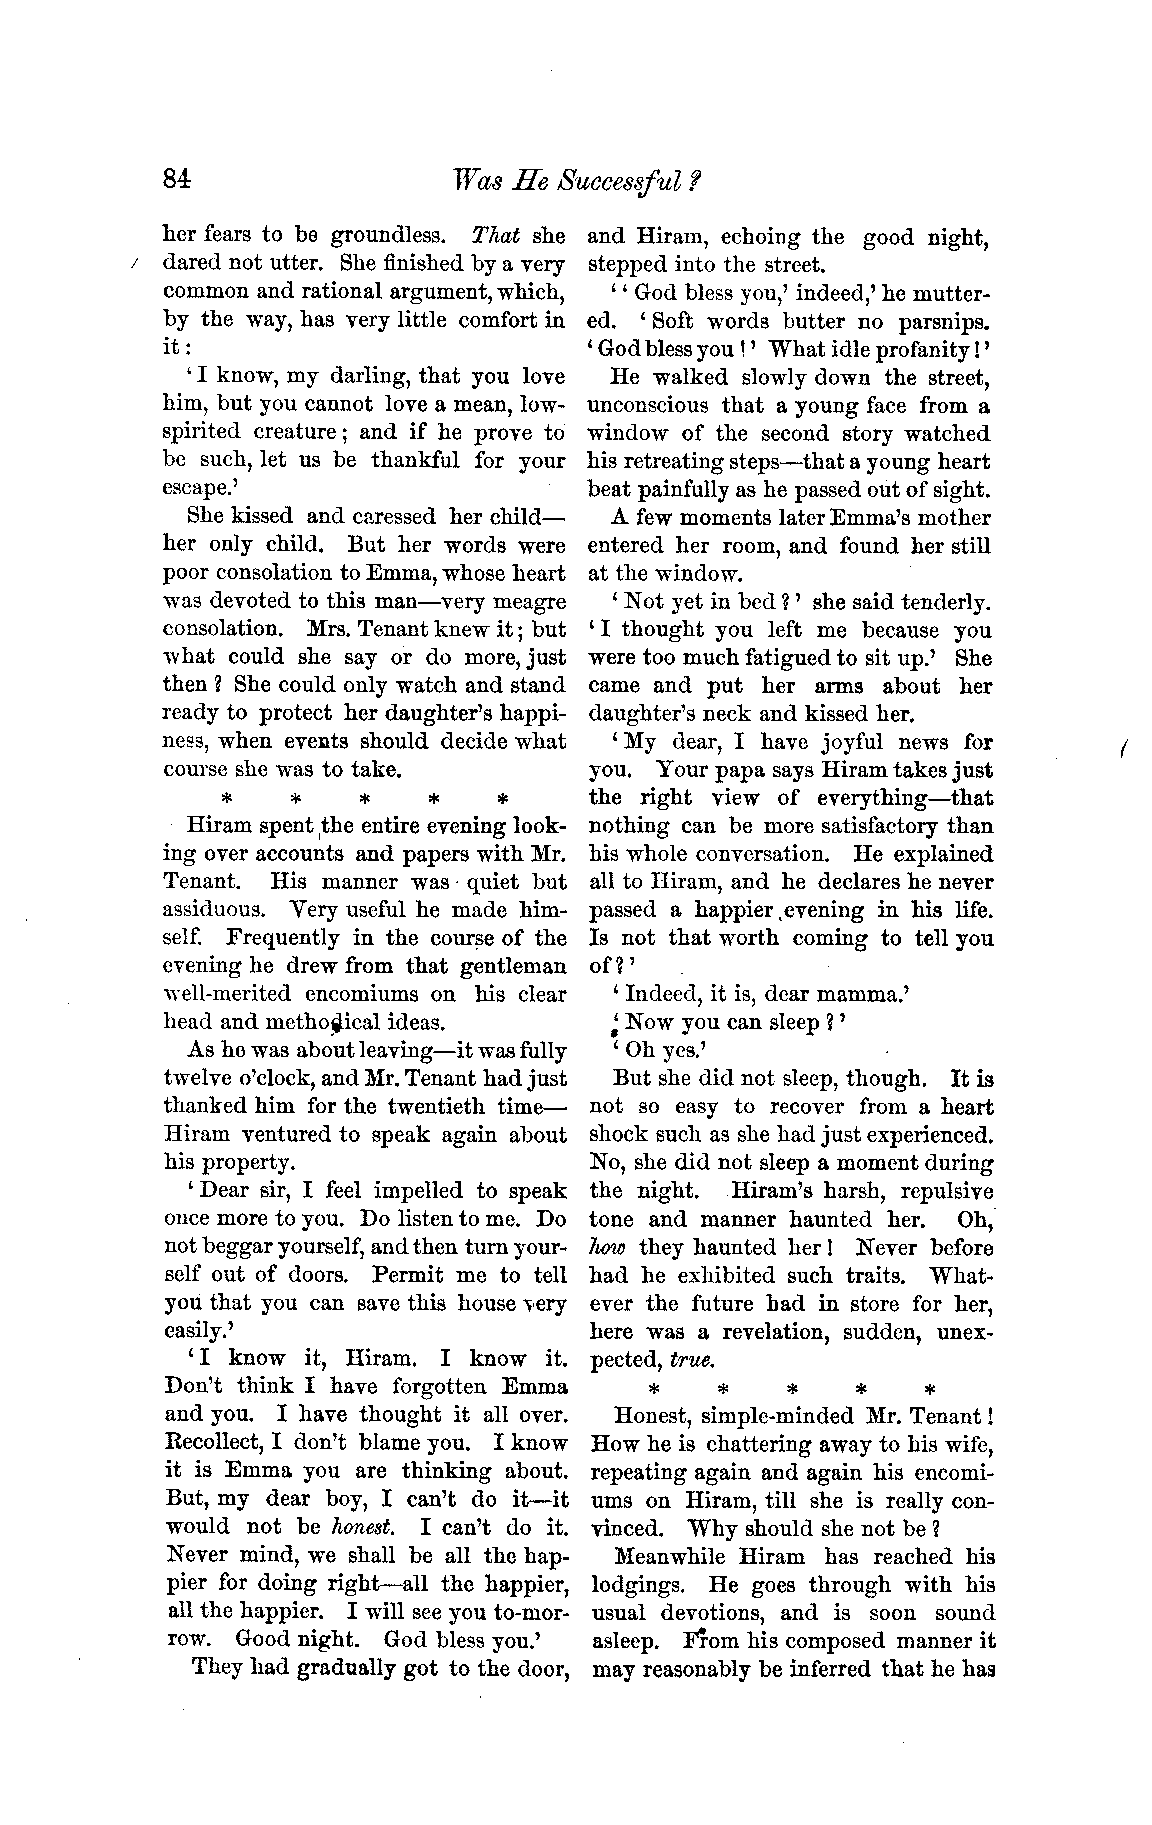 84 Was He Successful ?
her fears to be groundless. That she
dared not utter. She finished by a very
common and rational argument, which,
by the way, has very little comfort in
it :
'I know, my darling, that you love
him, but you cannot love a mean, low-
spirited creature; and if he prove to
be such, let us be thankful for your
escape.'
She kissed and caressed her child—
her only child. But her words were
poor consolation to Emma, whose heart
was devoted to this man—very meagre
consolation. Mrs. Tenant knew it; but
what could she say or do more, just
then ? She could only watch and stand
ready to protect her daughter's happi-
ness, when events should decide what
course she was to take.
* * * * *
Hiram spent the entire evening look-
ing over accounts and papers with Mr.
Tenant. His manner was quiet but
assiduous. Very useful he made him-
self. Frequently in the course of the
evening he drew from that gentleman
well-merited encomiums on his clear
head and methodical ideas.
As he was about leaving—it was fully
twelve o'clock, and Mr. Tenant had just
thanked him for the twentieth time—
Hiram ventured to speak again about
his property.
'Dear sir, I feel impelled to speak
once more to you. Do listen to me. Do
not beggar yourself, and then turn your-
self out of doors. Permit me to tell
you that you can save this house very
easily.'
'I know it, Hiram. I know it.
Don't think I have forgotten Emma
and you. I have thought it all over.
Recollect, I don't blame you. I know
it is Emma you are thinking about.
But, my dear boy, I can't do it—it
would not be honest. I can't do it.
Never mind, we shall be all the hap-
pier for doing right—all the happier,
all the happier. I will see you to-mor-
row. Good night. God bless you.'
They had gradually got to the door,
and Hiram, echoing the good night,
stepped into the street.
' ' God bless you,' indeed,' he mutter-
ed. 'Soft words butter no parsnips.
'God bless you !' What idle profanity !'
He walked slowly down the street,
unconscious that a young face from a
window of the second story watched
his retreating steps—that a young heart
beat painfully as he passed out of sight.
A few moments later Emma's mother
entered her room, and found her still
at the window.
'Not yet in bed ?' she said tenderly.
'I thought you left me because you
were too much fatigued to sit up.' She
came and put her arms about her
daughter's neck and kissed her.
'My dear, I have joyful news for
you. Your papa says Hiram takes just
the right view of everything—that
nothing can be more satisfactory than
his whole conversation. He explained
all to Hiram, and he declares he never
passed a happier evening in his life.
Is not that worth coming to tell you
of ?'
'Indeed, it is, dear mamma.'
'Now you can sleep ?'
'Oh yes.'
But she did not sleep, though. It is
not so easy to recover from a heart
shock such as she had just experienced.
No, she did not sleep a moment during
the night. Hiram's harsh, repulsive
tone and manner haunted her. Oh,
how they haunted her ! Never before
had he exhibited such traits. What-
ever the future had in store for her,
here was a revelation, sudden, unex-
pected, true.
* * * * *
Honest, simple-minded Mr. Tenant !
How he is chattering away to his wife,
repeating again and again his encomi-
ums on Hiram, till she is really con-
vinced. Why should she not be ?
Meanwhile Hiram has reached his
lodgings. He goes through with his
usual devotions, and is soon sound
asleep. From his composed manner it
may reasonably be inferred that he has